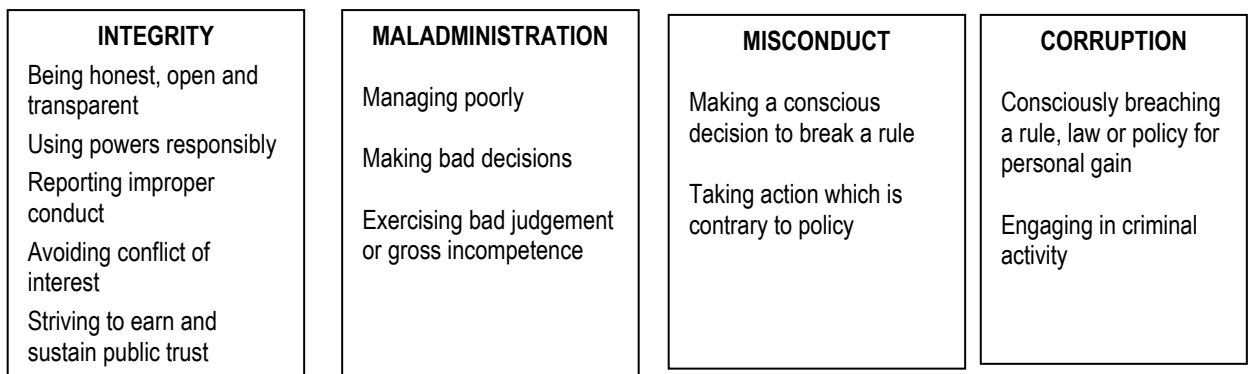 INTEGRITY
Being honest, open and
transparent
Using powers responsibly
Reporting improper
conduct
Avoiding conflict of
interest
Striving to earn and
sustain public trust
MALADMINISTRATION
Managing poorly
Making bad decisions
Exercising bad judgement
or gross incompetence
MISCONDUCT
Making a conscious
decision to break a rule
Taking action which is
contrary to policy
CORRUPTION
Consciously breaching
a rule, law or policy for
personal gain
Engaging in criminal
activity